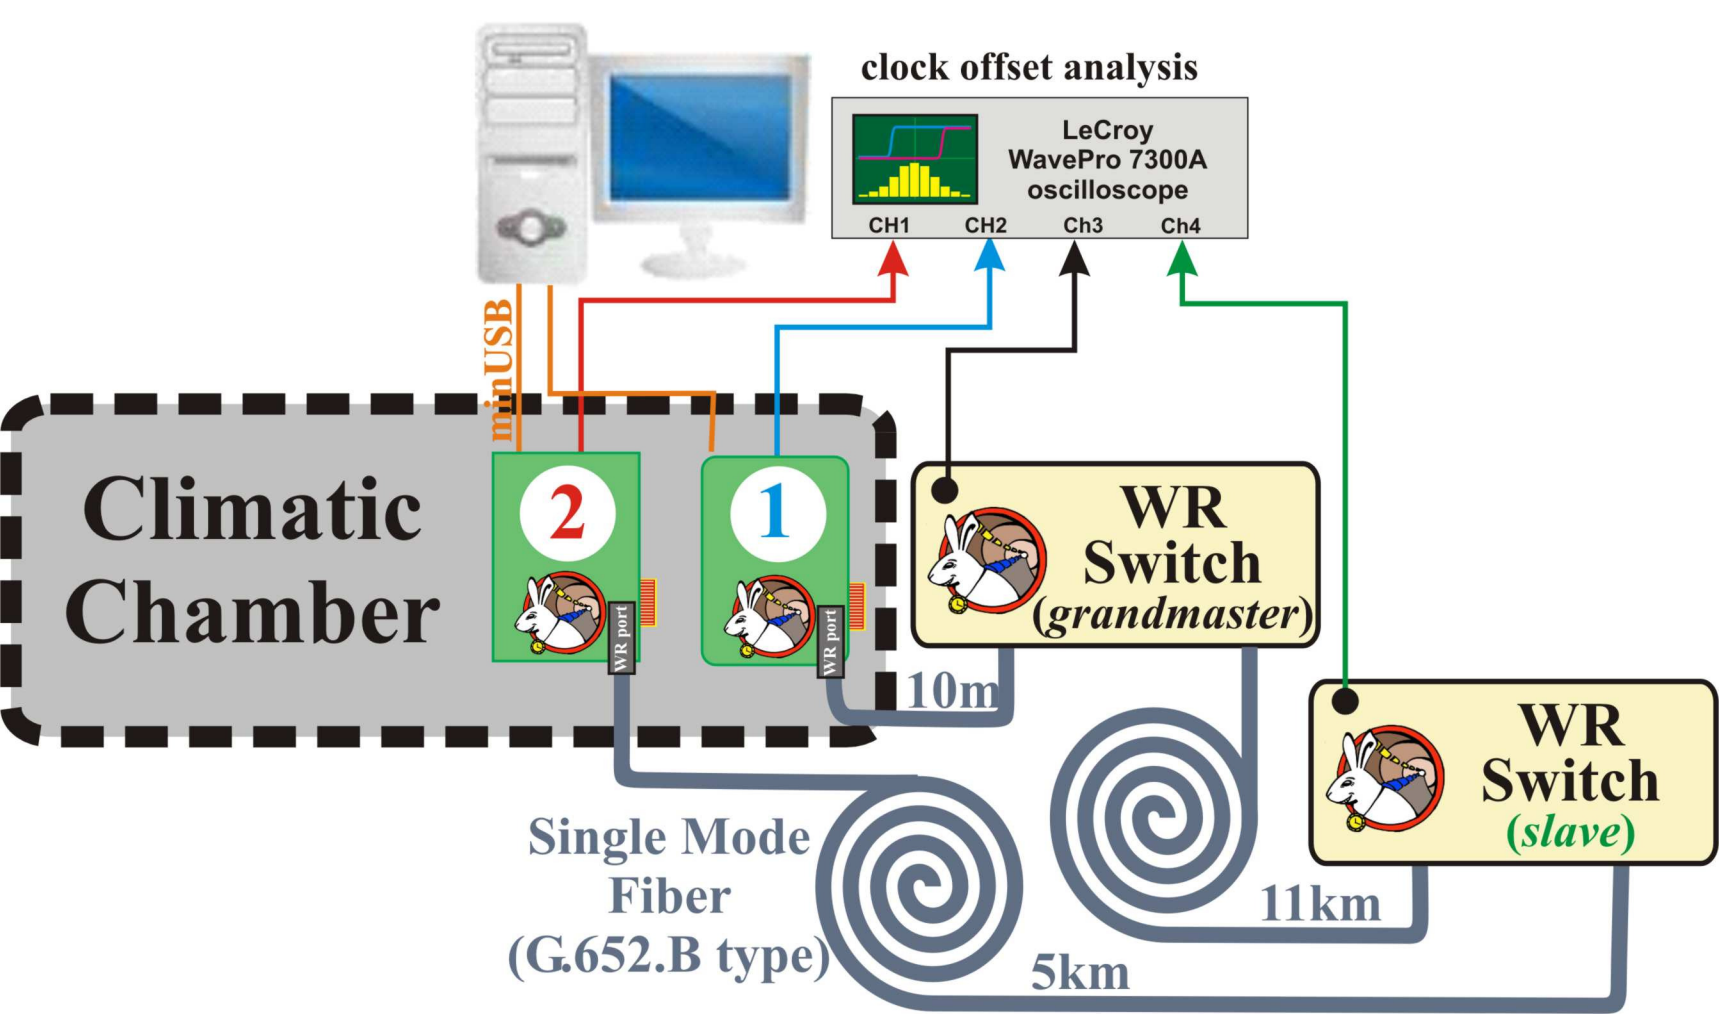 clock offset analysis
LeCroy
WavePro 7300A
oscilloscope
CH1 CH2 Ch3 Ch4
minUSB
Climatic
Chamber
2
1
WR port
WR port
WR
Switch
(grandmaster)
10m
WR
Switch
(slave)
Single Mode
Fiber
(G.652.B type)
11km
5km